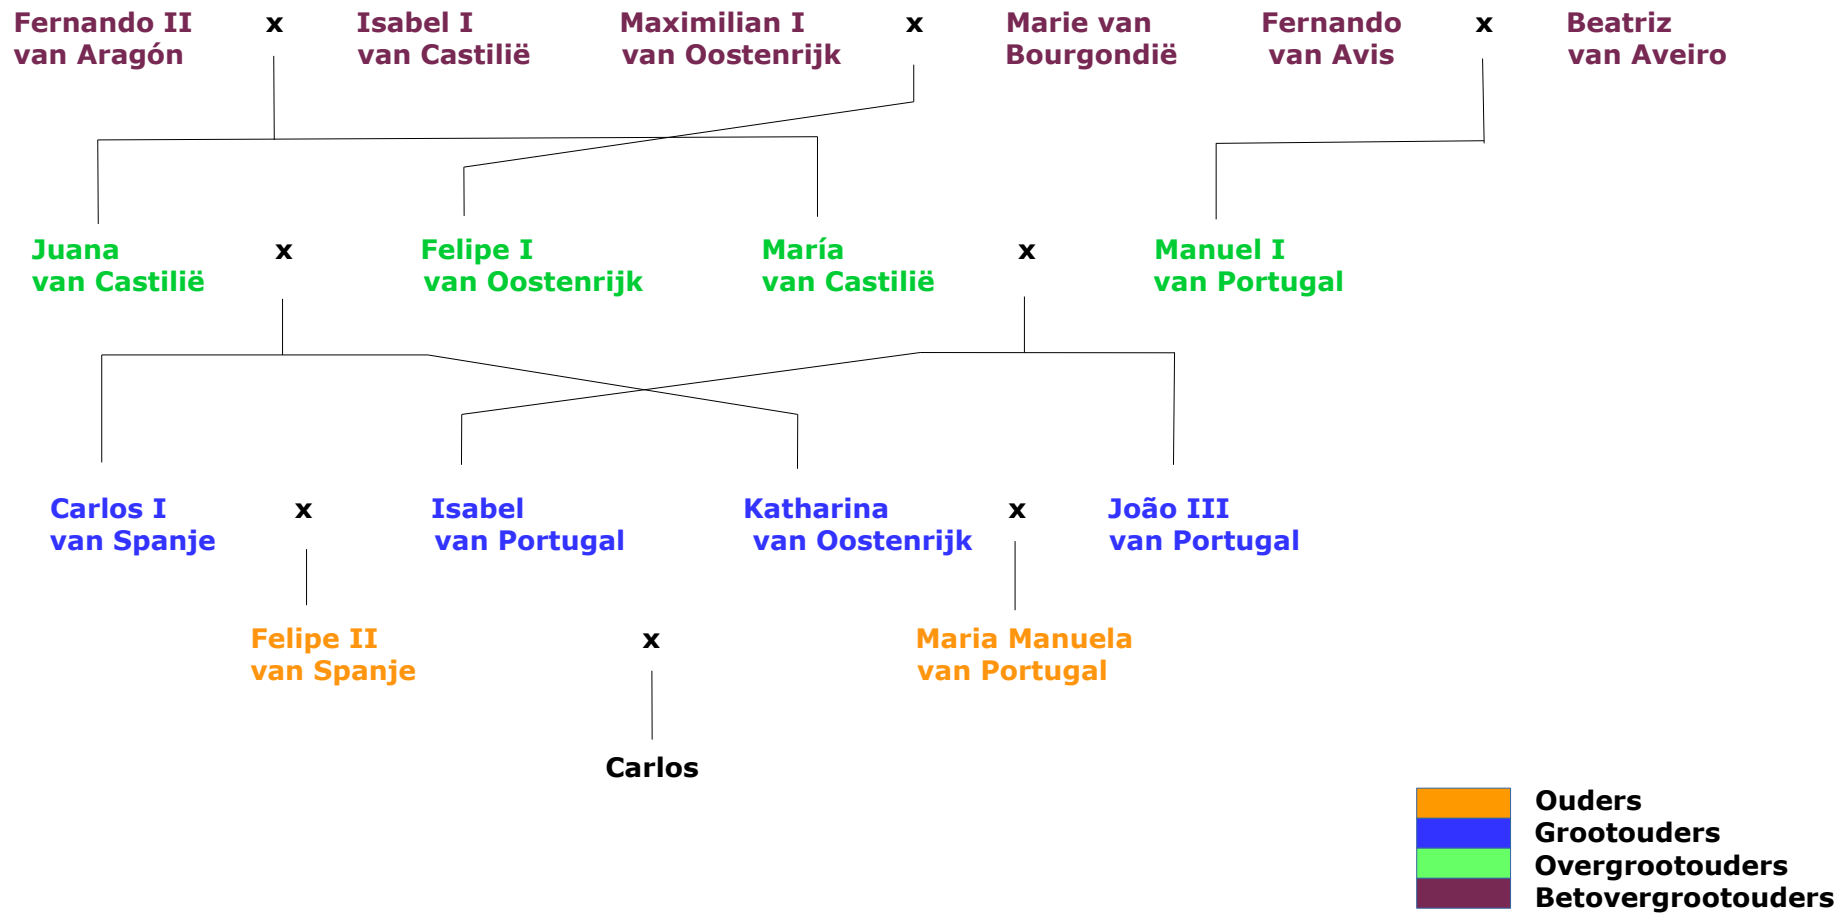 Fernando II x Isabel I Maximilian I x Marie van Fernando x Beatriz
van Aragón van Castilië van Oostenrijk Bourgondië van Avis van Aveiro
Juana x Felipe I María x Manuel I
van Castilië van Oostenrijk van Castilië van Portugal
Carlos I x Isabel Katharina x João III
van Spanje van Portugal van Oostenrijk van Portugal
Felipe II x Maria Manuela
van Spanje van Portugal
Carlos
Ouders
Grootouders
Overgrootouders
Betovergrootouders